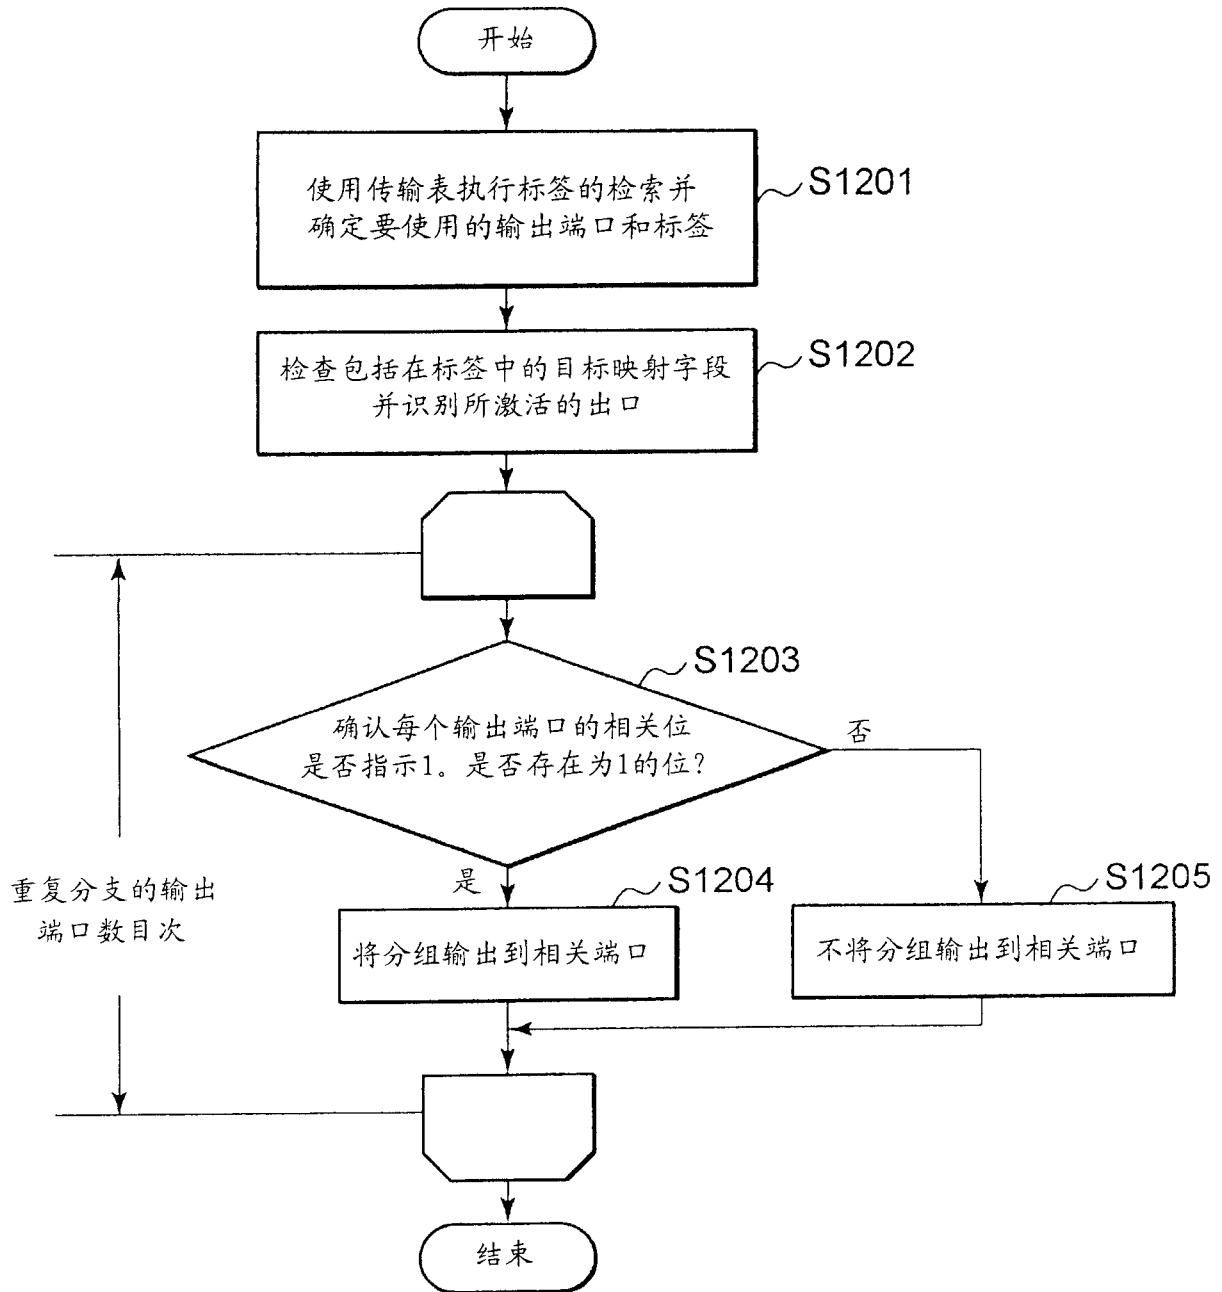 开始
使用传输表执行标签的检索并
确定要使用的输出端口和标签
S1201
检查包括在标签中的目标映射字段
并识别所激活的出口
S1202
S1203
确认每个输出端口的相关位
是否指示1。是否存在为1的位?
否
是
S1204
将分组输出到相关端口
S1205
不将分组输出到相关端口
重复分支的输出
端口数目次
结束